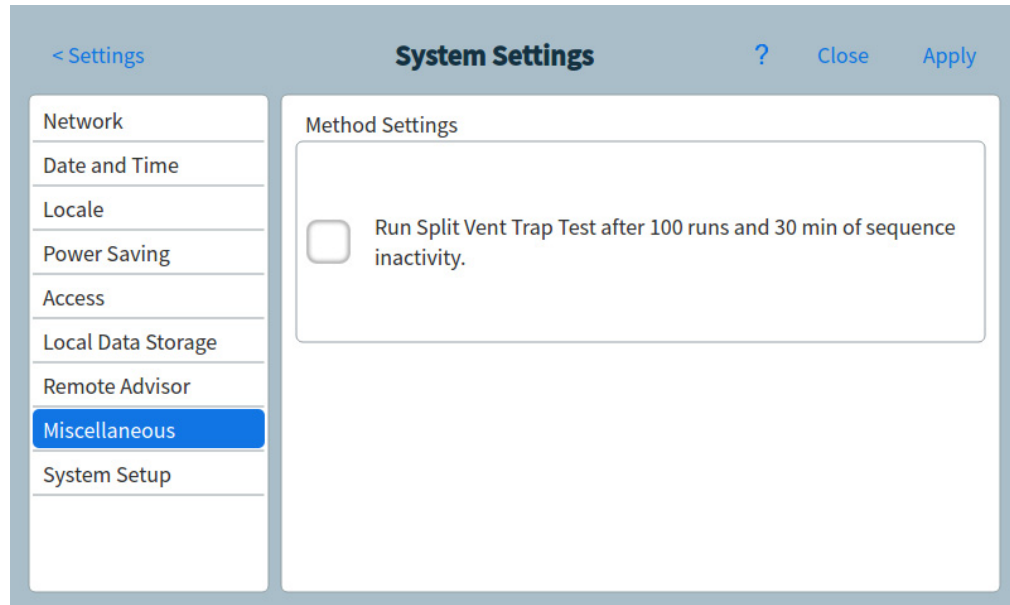 < Settings
System Settings
?
Close
Apply
Network
Date and Time
Locale
Power Saving
Access
Local Data Storage
Remote Advisor
Miscellaneous
System Setup
Method Settings
Run Split Vent Trap Test after 100 runs and 30 min of sequence
inactivity.